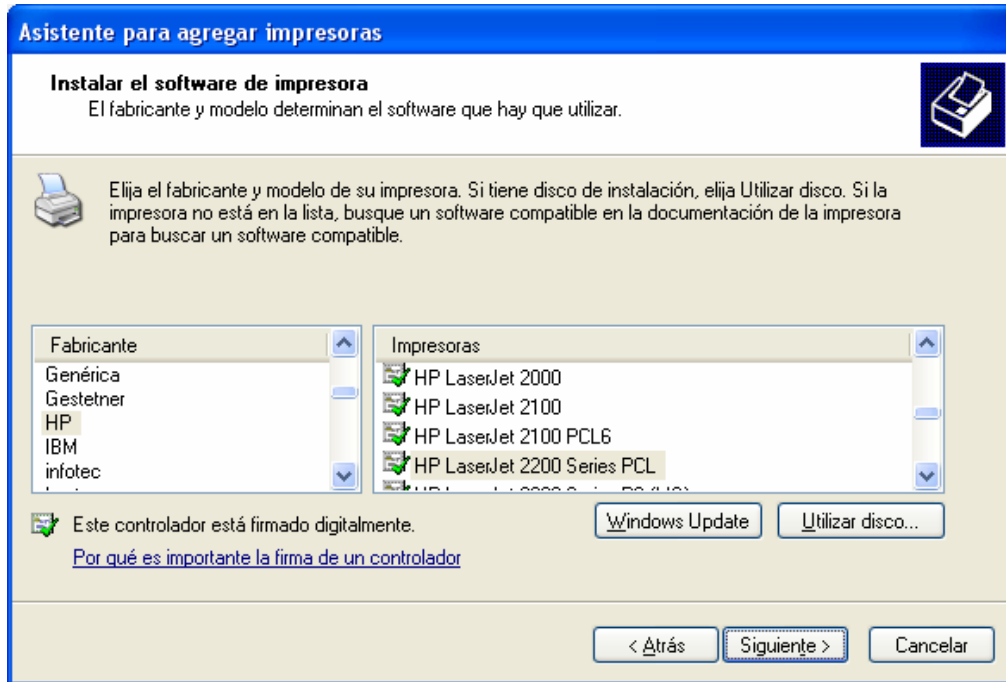 Asistente para agregar impresoras
Instalar el software de impresora
El fabricante y modelo determinan el software que hay que utilizar.
Elija el fabricante y modelo de su impresora. Si tiene disco de instalación, elija Utilizar disco. Si la
impresora no está en la lista, busque un software compatible en la documentación de la impresora
para buscar un software compatible.
Fabricante
Genérica
Gestetner
HP
IBM
infotec
Impresoras
HP LaserJet 2000
HP LaserJet 2100
HP LaserJet 2100 PCL6
HP LaserJet 2200 Series PCL
Este controlador está firmado digitalmente.
Por qué es importante la firma de un controlador
Windows Update
Utilizar disco...
< Atrás
Siguiente >
Cancelar